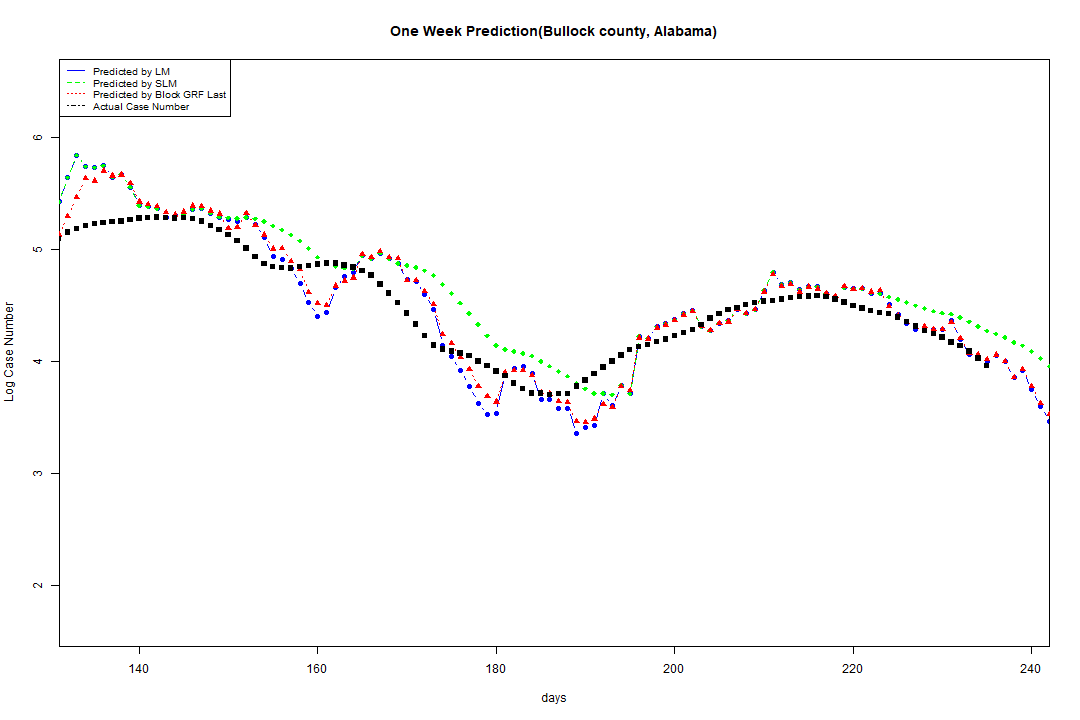 One Week Prediction(Bullock county, Alabama)
Predicted by LM
Predicted by SLM
Predicted by Block GRF Last
Actual Case Number
Log Case Number
6
5
4
3
2
140 160 180 200 220 240
days